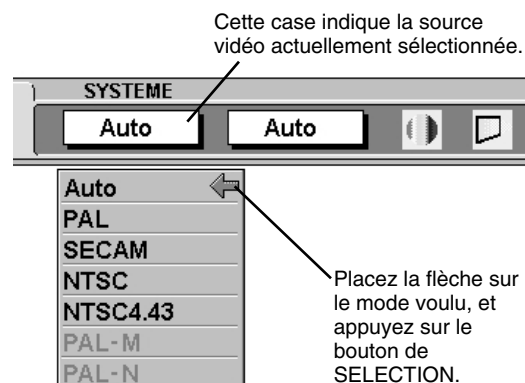 Cette case indique la source
vidéo actuellement sélectionnée.
SYSTEME
Auto Auto
Auto
PAL
SECAM
NTSC
NTSC4.43
PAL-M
PAL-N
Placez la flèche sur
le mode voulu, et
appuyez sur le
bouton de
SELECTION.